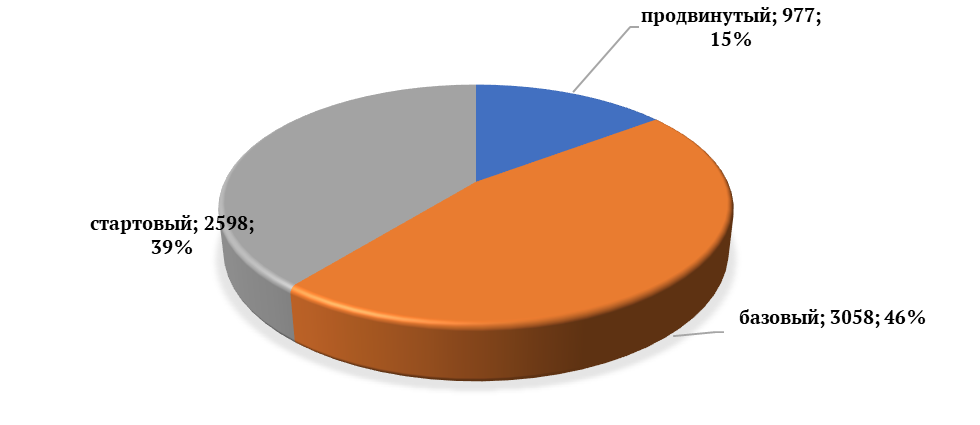 продвинутый; 977;
15%
стартовый; 2598;
39%
базовый; 3058; 46%